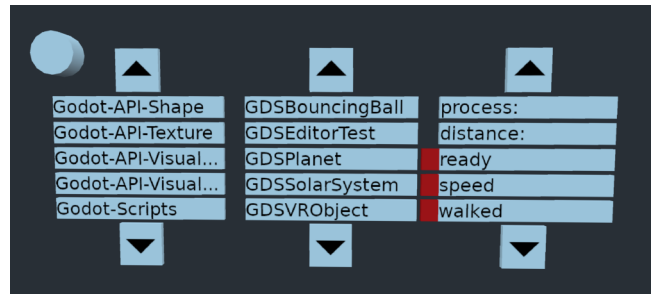 Godot-API-Shape
Godot-API-Texture
Godot-API-Visual...
Godot-API-Visual...
Godot-Scripts
GDSBouncingBall
GDSEditorTest
GDSPlanet
GDSSolarSystem
GDSVRObject
process:
distance:
ready
speed
walked